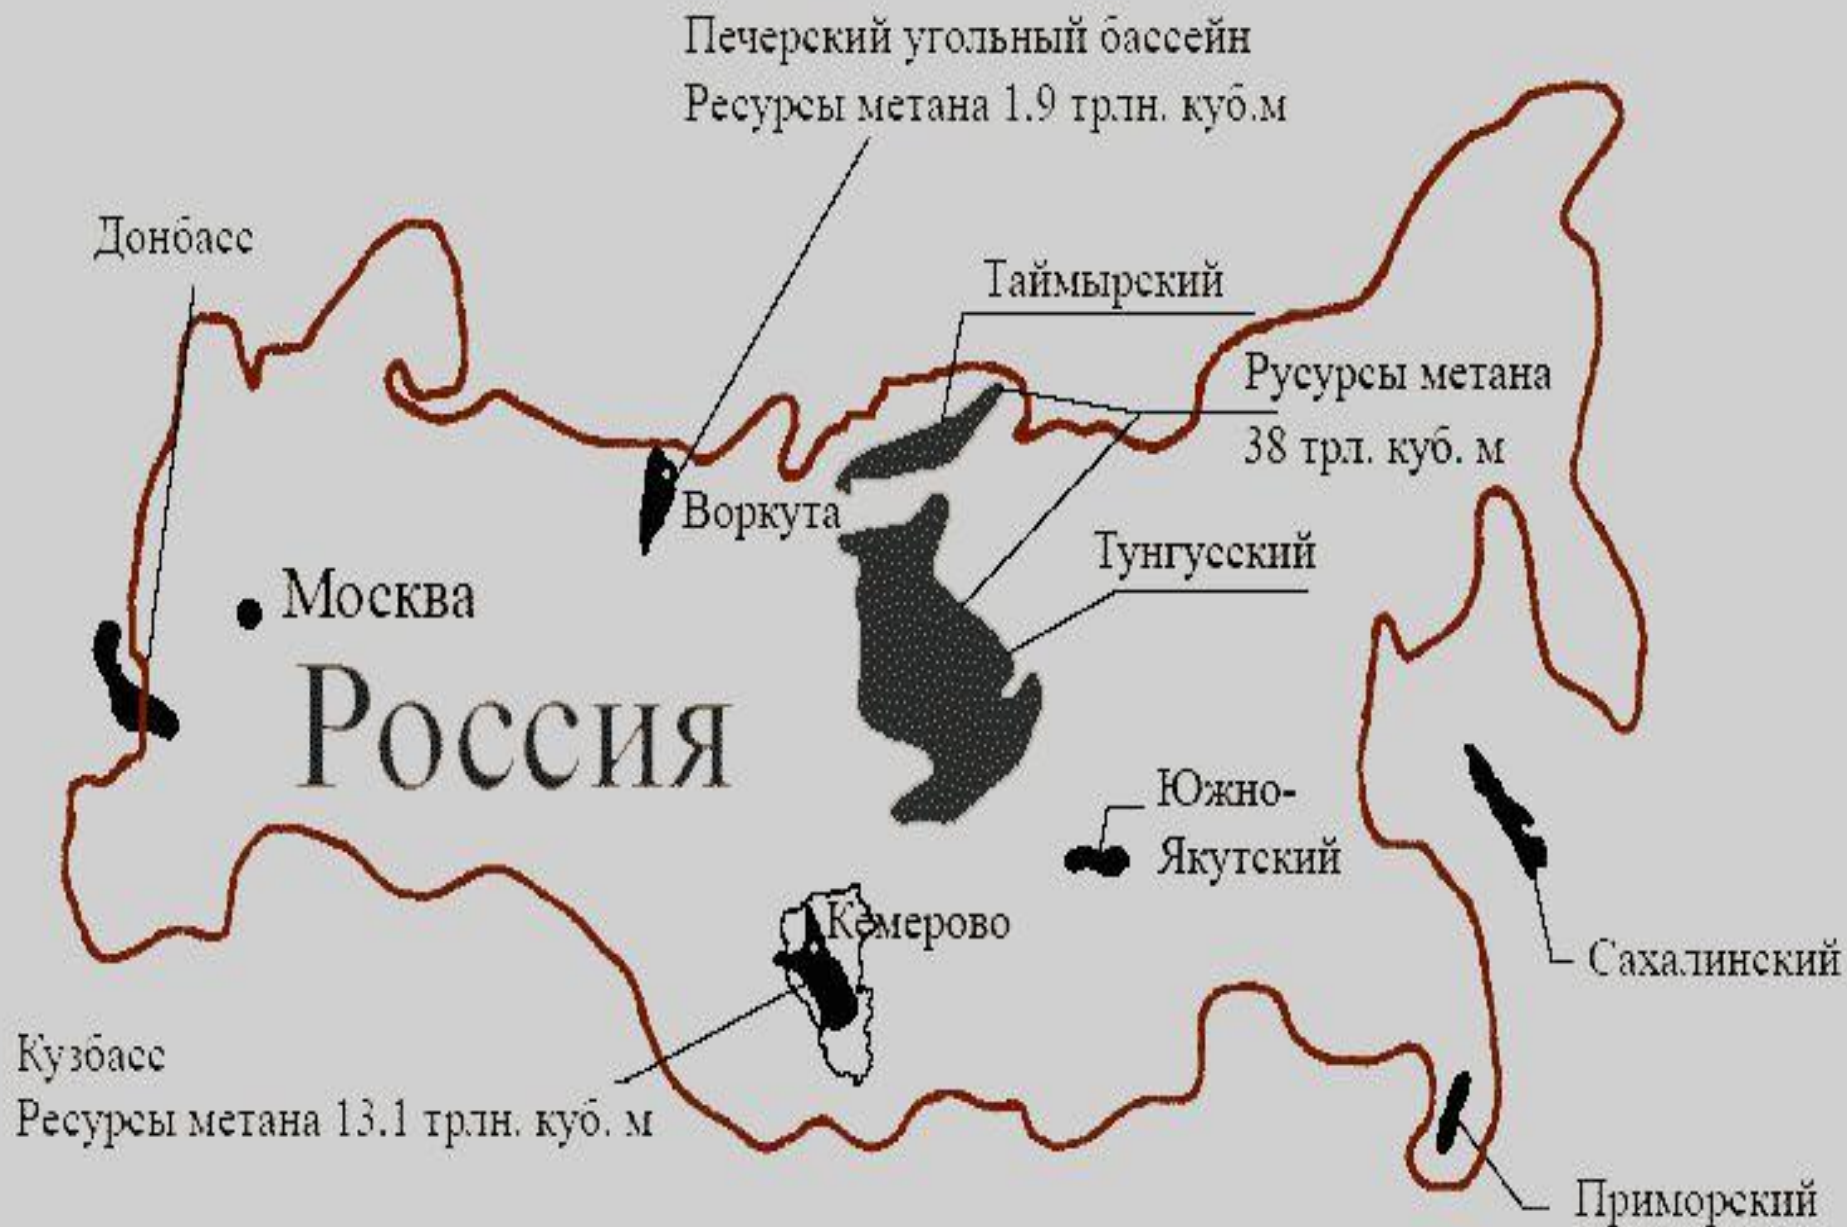 Печерский угольный бассейн
Ресурсы метана 1.9 трлн. куб.м
Донбасс
Таймырский
Русурсы метана
38 трл. куб. м
Воркута
Тунгусский
Москва
Россия
Южно-
Якутский
Кемерово
Сахалинский
Кузбасс
Ресурсы метана 13.1 трлн. куб. м
Приморский